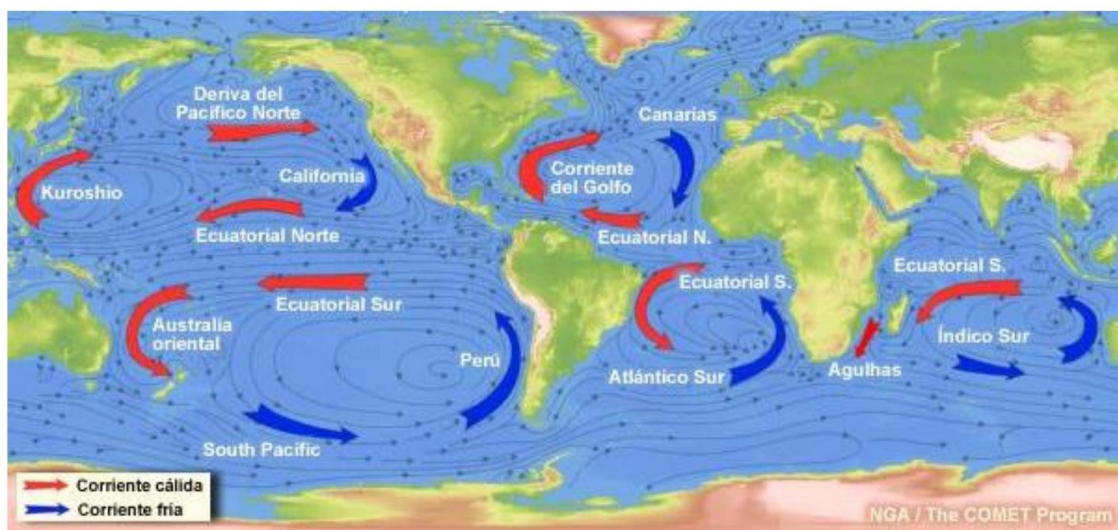 Deriva del
Pacífico Norte
Canarias
Kuroshio
California
Corriente
del Golfo
Ecuatorial Norte
Ecuatorial N.
Ecuatorial S.
Ecuatorial S.
Ecuatorial Sur
Australia
oriental
Perú
Índico Sur
Atlántico Sur
Agulhas
South Pacific
Corriente cálida
Corriente fría
NGA / The COMET Program